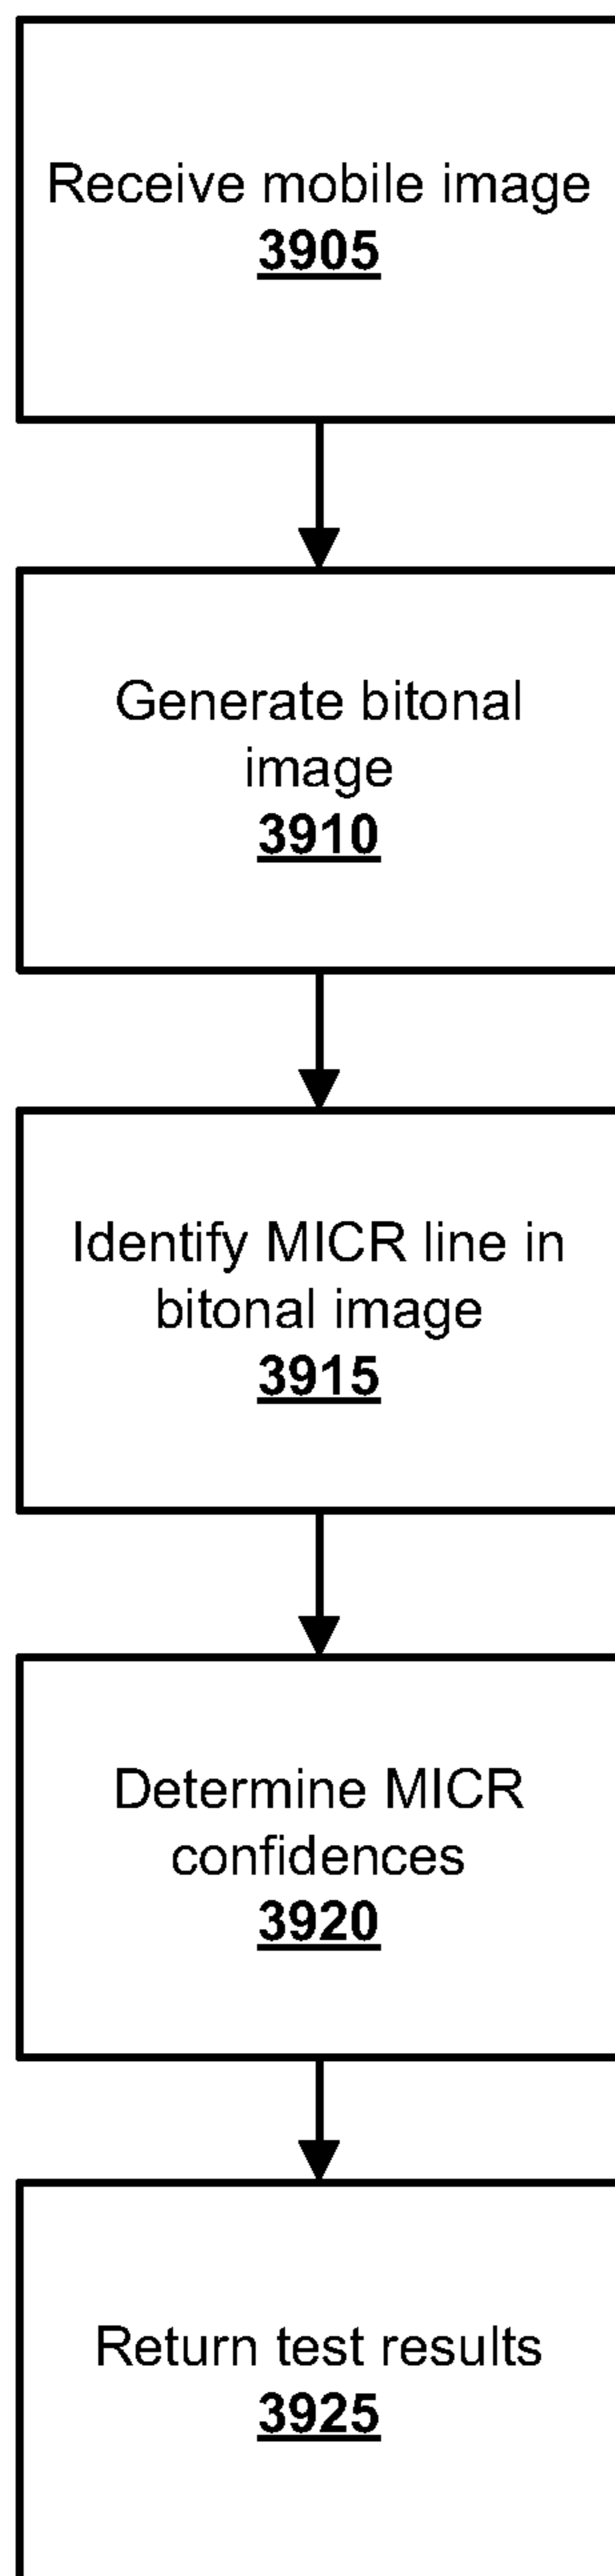 Receive mobile image
3905
Generate bitonal
image
3910
Identify MICR line in
bitonal image
3915
Determine MICR
confidences
3920
Return test results
3925